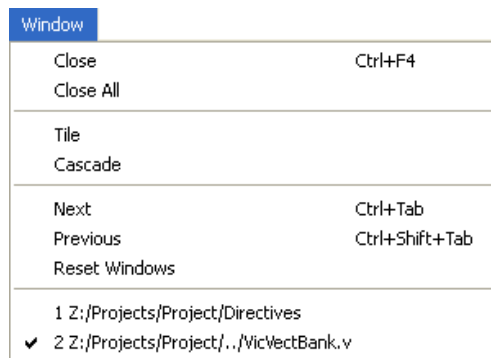 Window
Close Ctrl+F4
Close All
Tile
Cascade
Next Ctrl+Tab
Previous Ctrl+Shift+Tab
Reset Windows
1 Z:/Projects/Project/Directives
✔ 2 Z:/Projects/Project/../VicVectBank.v